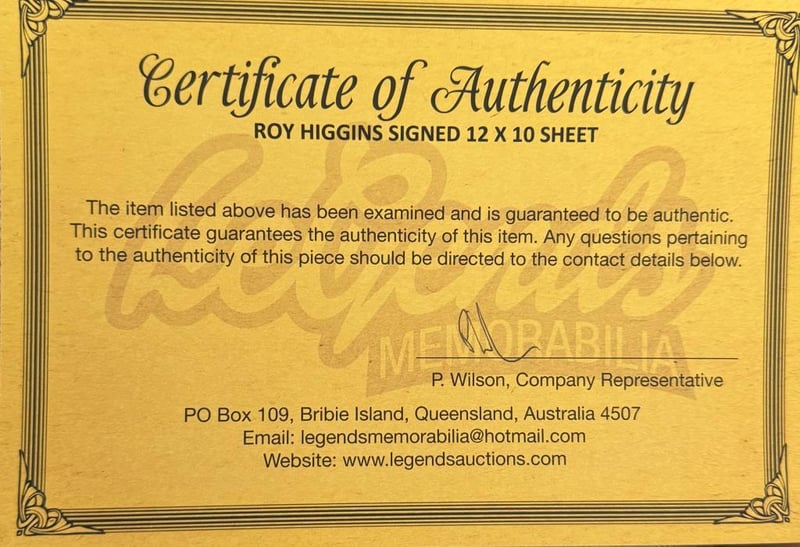 Certificate of Authenticity
ROY HIGGINS SIGNED 12 X 10 SHEET
Legends
The item listed above has been examined and is guaranteed to be authentic.
This certificate guarantees the authenticity of this item. Any questions pertaining
to the authenticity of this piece should be directed to the contact details below.
MEMORABILIA
P. Wilson, Company Representative
PO Box 109, Bribie Island, Queensland, Australia 4507
Email: legendsmemorabilia@hotmail.com
Website: www.legendsauctions.com